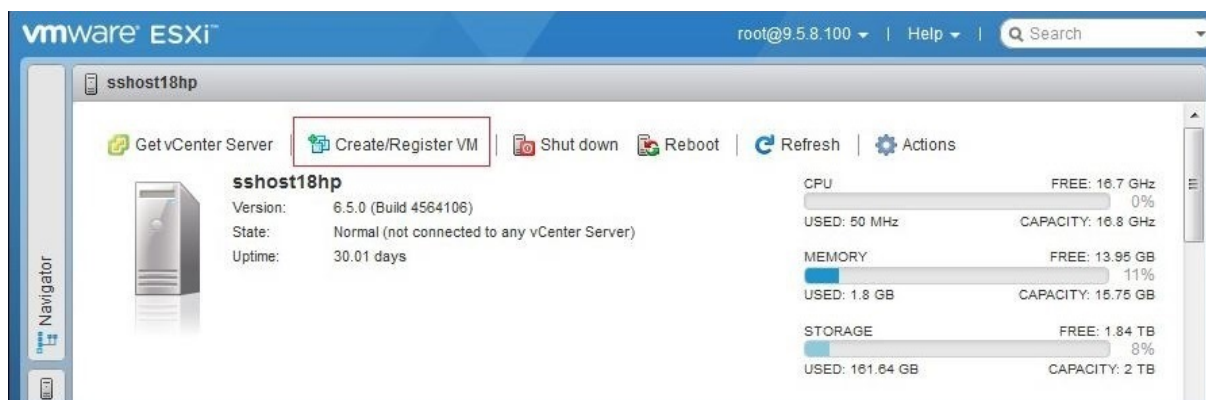 vmware ESXi™
root@9.5.8.100 | Help | Search
sshost18hp
Get vCenter Server | Create/Register VM | Shut down Reboot | Refresh | Actions
sshost18hp
Version: 6.5.0 (Build 4564106)
State: Normal (not connected to any vCenter Server)
Uptime: 30.01 days
CPU FREE: 16.7 GHz
0%
USED: 50 MHz CAPACITY: 16.8 GHz
MEMORY FREE: 13.95 GB
11%
USED: 1.8 GB CAPACITY: 15.75 GB
STORAGE FREE: 1.84 TB
8%
USED: 161.64 GB CAPACITY: 2 TB
Navigator